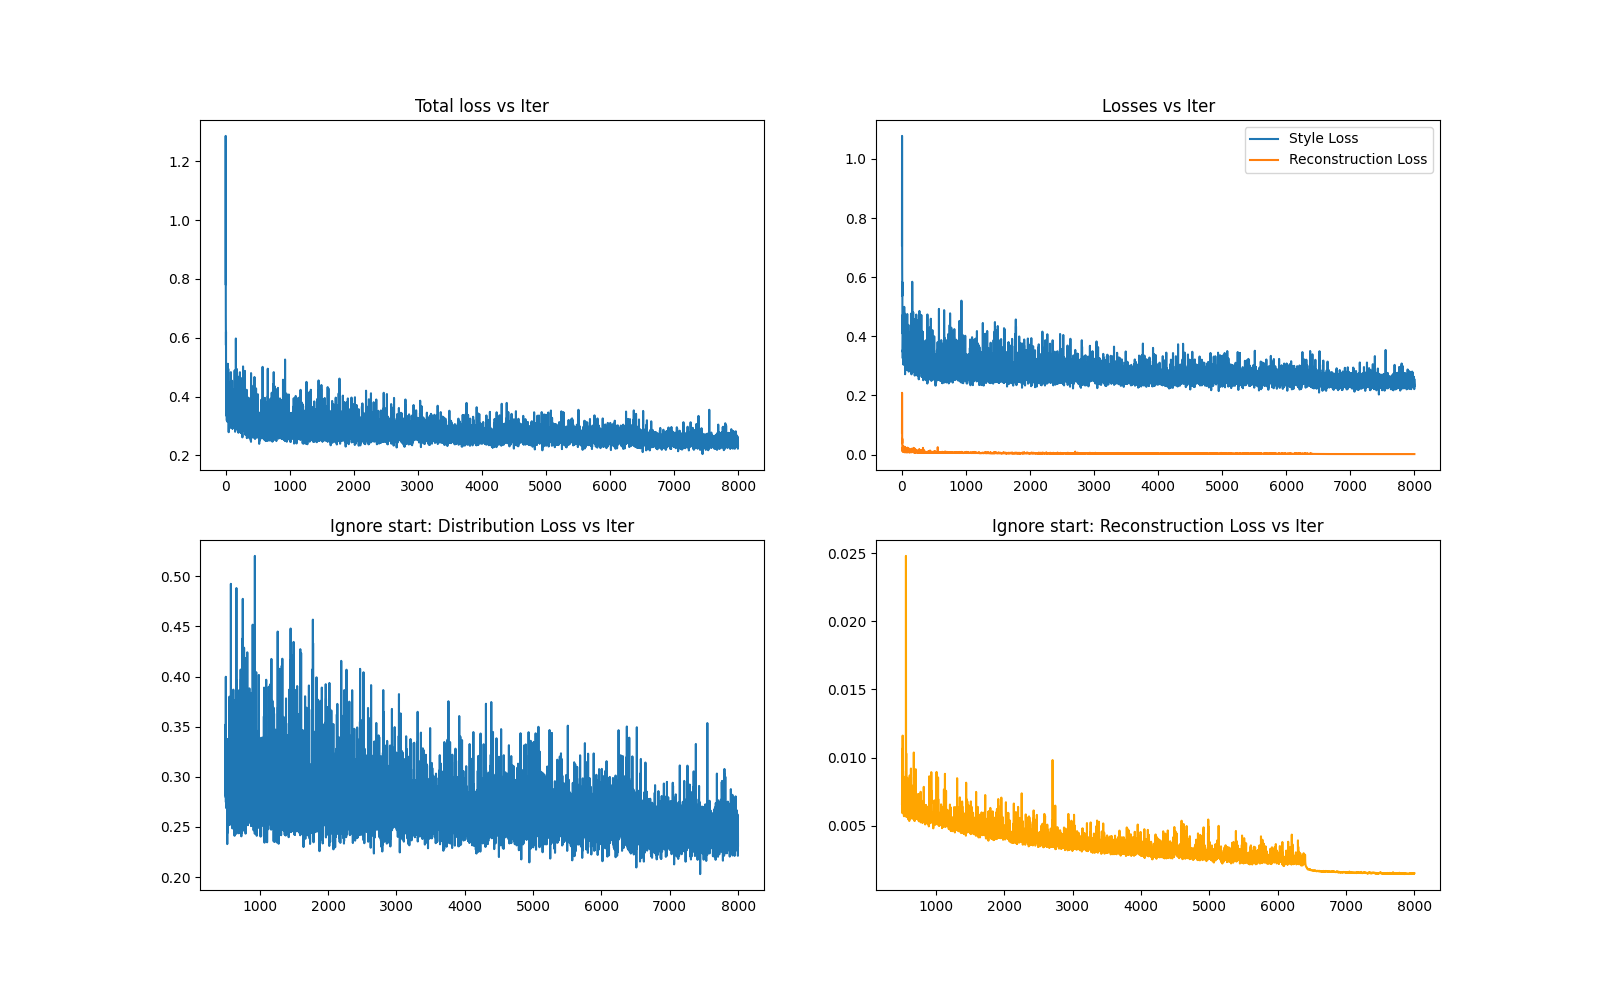 Total loss vs Iter
1.2
1.0
0.8
0.6
0.4
0.2
0 1000 2000 3000 4000 5000 6000 7000 8000
Losses vs Iter
Style Loss
Reconstruction Loss
1.0
0.8
0.6
0.4
0.2
0.0
0 1000 2000 3000 4000 5000 6000 7000 8000
Ignore start: Distribution Loss vs Iter
0.50
0.45
0.40
0.35
0.30
0.25
0.20
1000 2000 3000 4000 5000 6000 7000 8000
Ignore start: Reconstruction Loss vs Iter
0.025
0.020
0.015
0.010
0.005
1000 2000 3000 4000 5000 6000 7000 8000